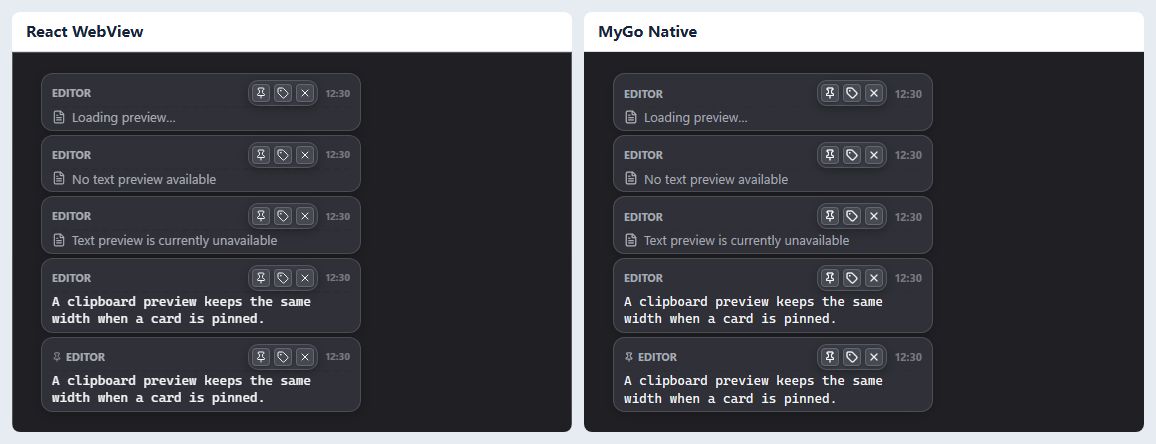 React WebView
EDITOR 12:30
Loading preview...
EDITOR 12:30
No text preview available
EDITOR 12:30
Text preview is currently unavailable
EDITOR 12:30
A clipboard preview keeps the same
width when a card is pinned.
EDITOR 12:30
A clipboard preview keeps the same
width when a card is pinned.
MyGo Native
EDITOR 12:30
Loading preview...
EDITOR 12:30
No text preview available
EDITOR 12:30
Text preview is currently unavailable
EDITOR 12:30
A clipboard preview keeps the same
width when a card is pinned.
EDITOR 12:30
A clipboard preview keeps the same
width when a card is pinned.